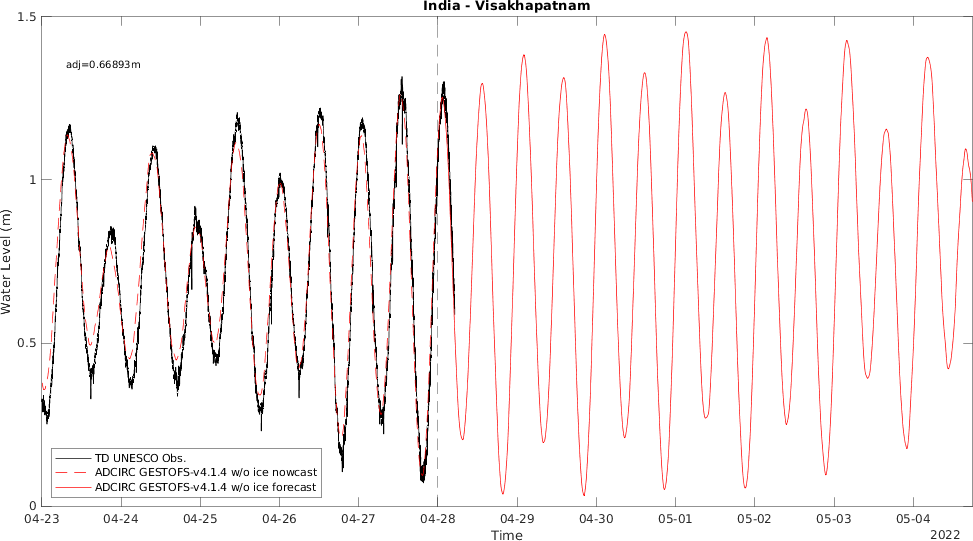 India - Visakhapatnam
adj=0.66893m
1.5
1
0.5
0
Water Level (m)
TD UNESCO Obs.
ADCIRC GESTOFS-v4.1.4 w/o ice nowcast
ADCIRC GESTOFS-v4.1.4 w/o ice forecast
04-23 04-24 04-25 04-26 04-27 04-28 04-29 04-30 05-01 05-02 05-03 05-04
2022
Time